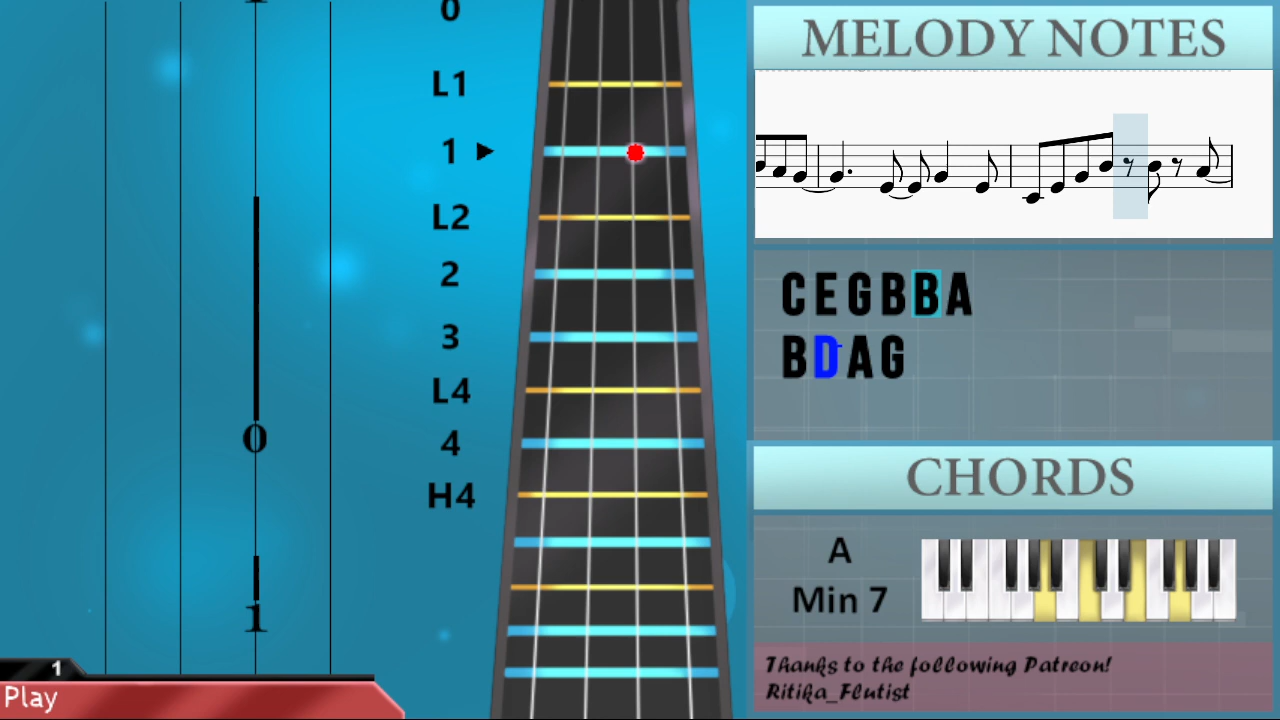 1
0
L1
1
L2
2
3
L4
4
H4
0
1
1
Play
MELODY NOTES
CEGBBA
BDAG
CHORDS
A
Min 7
Thanks to the following Patreon!
Ritika_Flutist